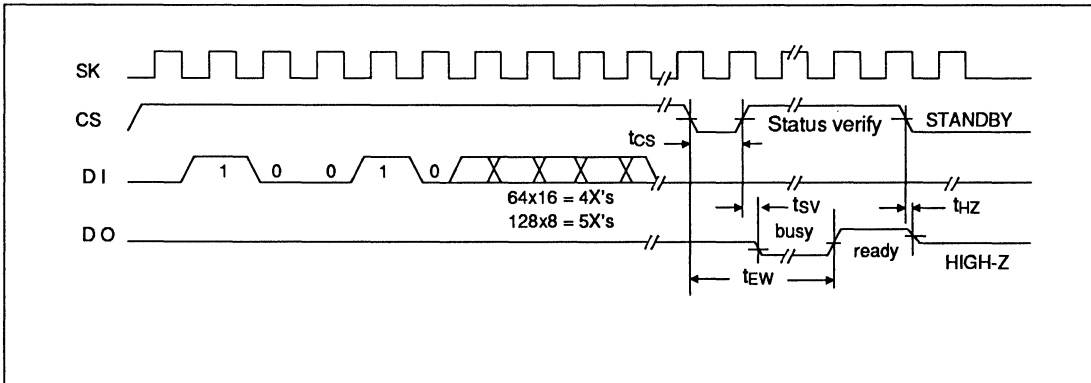 SK
CS
Status verify
STANDBY
tCS
DI
1 0 0 1 0
64x16 = 4X's
128x8 = 5X's
tSV
tHZ
DO
busy
ready
HIGH-Z
tEW